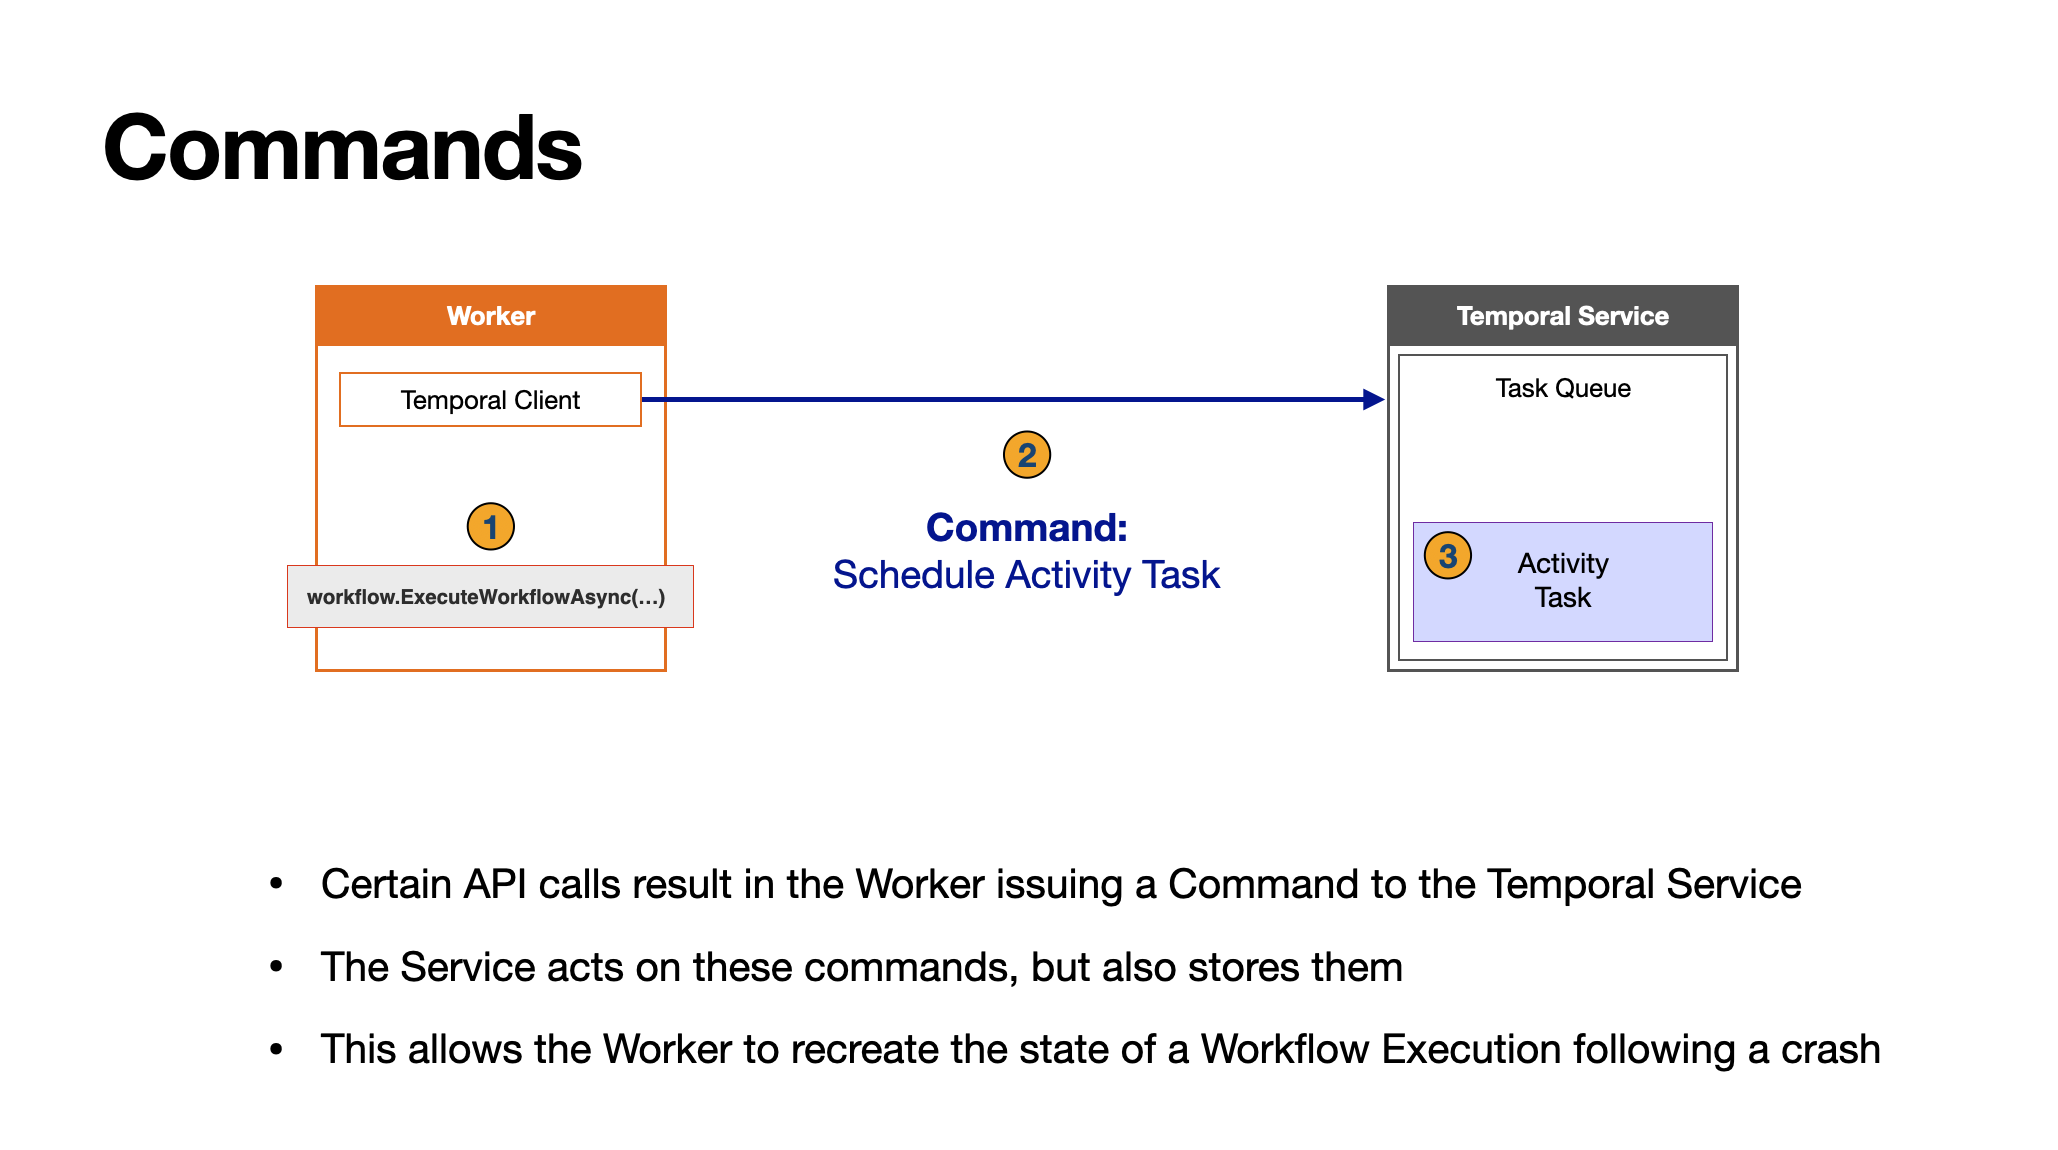 Commands
Worker
Temporal Service
Temporal Client
Task Queue
2
1
Command:
Schedule Activity Task
3
Activity
Task
workflow.ExecuteWorkflowAsync(...)
• Certain API calls result in the Worker issuing a Command to the Temporal Service
• The Service acts on these commands, but also stores them
• This allows the Worker to recreate the state of a Workflow Execution following a crash